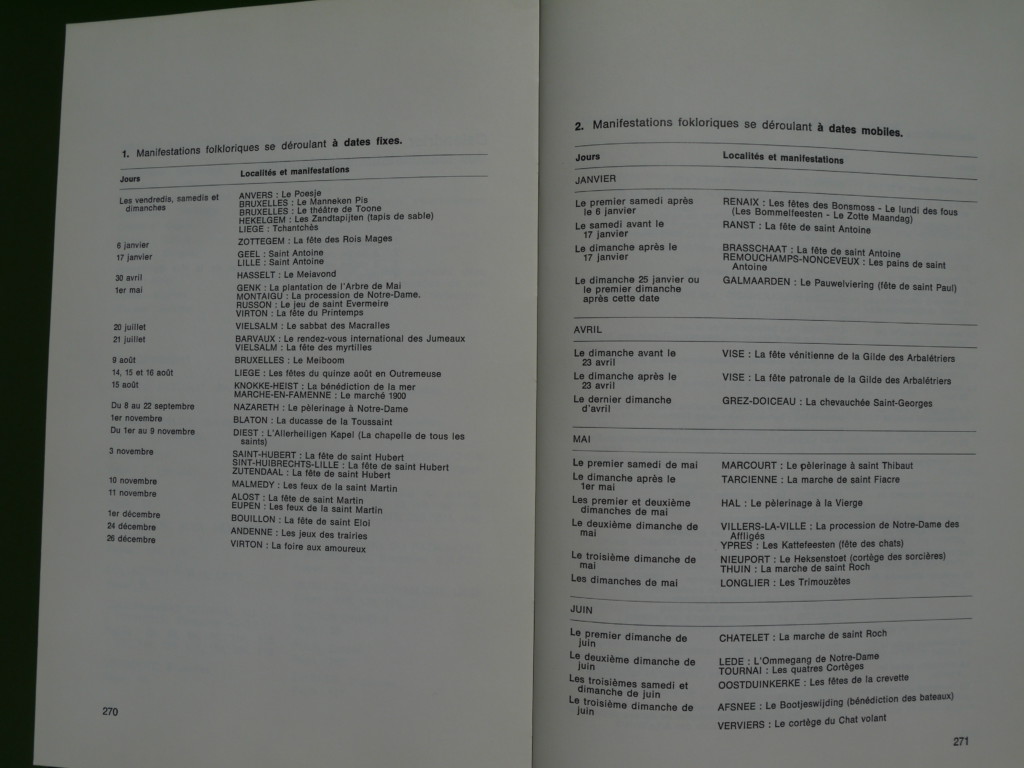 1. Manifestations folkloriques se déroulant à dates fixes.
Jours Localités et manifestations
Les vendredis, samedis et dimanches ANVERS : Le Poesje
BRUXELLES : Le Manneken Pis
BRUXELLES : Le théâtre de Toone
HEKELGEM : Les Zandtapijten (tapis de sable)
LIEGE : Tchantchès
6 janvier ZOTTEGEM : La fête des Rois Mages
17 janvier GEEL : Saint Antoine
LILLE : Saint Antoine
30 avril HASSELT : Le Meiavond
1er mai GENK : La plantation de l'Arbre de Mai
MONTAIGU : La procession de Notre-Dame.
RUSSON : Le jeu de saint Evermeire
VIRTON : La fête du Printemps
20 juillet VIELSALM : Le sabbat des Macralles
21 juillet BARVAUX : Le rendez-vous international des Jumeaux
VIELSALM : La fête des myrtilles
9 août BRUXELLES : Le Meiboom
14, 15 et 16 août LIEGE : Les fêtes du quinze août en Outremeuse
15 août KNOKKE-HEIST : La bénédiction de la mer
MARCHE-EN-FAMENNE : Le marché 1900
Du 8 au 22 septembre NAZARETH : Le pèlerinage à Notre-Dame
1er novembre BLATON : La ducasse de la Toussaint
Du 1er au 9 novembre DIEST : L'Allerheiligen Kapel (La chapelle de tous les
saints)
3 novembre SAINT-HUBERT : La fête de saint Hubert
SINT-HUIBRECHTS-LILLE : La fête de saint Hubert
ZUTENDAAL : La fête de saint Hubert
10 novembre MALMEDY : Les feux de la saint Martin
11 novembre ALOST : La fête de saint Martin
EUPEN : Les feux de la saint Martin
1er décembre BOUILLON : La fête de saint Eloi
24 décembre ANDENNE : Les jeux des trairies
26 décembre VIRTON : La foire aux amoureux
270
2. Manifestations fokloriques se déroulant à dates mobiles.
Jours Localités et manifestations
JANVIER
Le premier samedi après RENAIX : Les fêtes des Bonsmoss - Le lundi des fous
le 6 janvier (Les Bommelfeesten - Le Zotte Maandag)
Le samedi avant le RANST : La fête de saint Antoine
17 janvier
Le dimanche après le BRASSCHAAT : La fête de saint Antoine
17 janvier REMOUCHAMPS-NONCEVEUX : Les pains de saint
Antoine
Le dimanche 25 janvier ou GALMAARDEN : Le Pauwelviering (fête de saint Paul)
le premier dimanche
après cette date
AVRIL
Le dimanche avant le VISE : La fête vénitienne de la Gilde des Arbalétriers
23 avril
Le dimanche après le VISE : La fête patronale de la Gilde des Arbalétriers
23 avril
Le dernier dimanche GREZ-DOICEAU : La chevauchée Saint-Georges
d'avril
MAI
Le premier samedi de mai MARCOURT : Le pèlerinage à saint Thibaut
Le dimanche après le TARCIENNE : La marche de saint Fiacre
1er mai
Les premier et deuxième HAL : Le pèlerinage à la Vierge
dimanches de mai
Le deuxième dimanche de VILLERS-LA-VILLE : La procession de Notre-Dame des
mai Affligés
YPRES : Les Kattefeesten (fête des chats)
Le troisième dimanche de NIEUPORT : Le Heksenstoet (cortège des sorcières)
mai THUIN : La marche de saint Roch
Les dimanches de mai LONGLIER : Les Trimouzètes
JUIN
Le premier dimanche de CHATELET : La marche de saint Roch
juin
Le deuxième dimanche de LEDE : L'Ommegang de Notre-Dame
juin TOURNAI : Les quatres Cortèges
Les troisièmes samedi et OOSTDUINKERKE : Les fêtes de la crevette
dimanche de juin
Le troisième dimanche de AFSNEE : Le Bootjeswijding (bénédiction des bateaux)
juin
VERVIERS : Le cortège du Chat volant
271